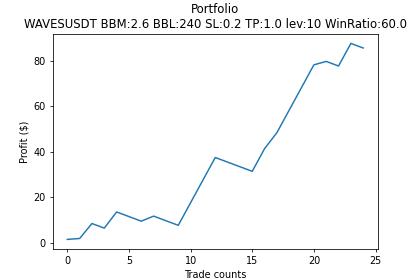 Portfolio
WAVESUSDT BBM:2.6 BBL:240 SL:0.2 TP:1.0 lev:10 WinRatio:60.0
80
60
40
20
0
Profit ($)
0 5 10 15 20 25
Trade counts